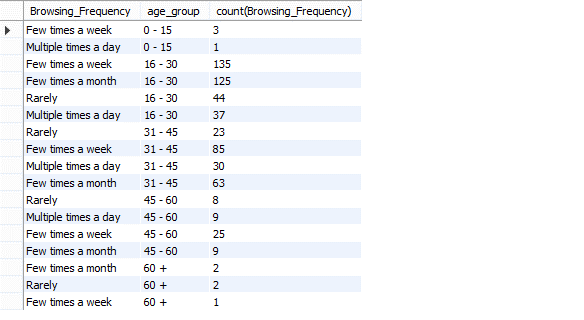 Browsing_Frequency age_group count(Browsing_Frequency)
Few times a week 0 - 15 3
Multiple times a day 0 - 15 1
Few times a week 16 - 30 135
Few times a month 16 - 30 125
Rarely 16 - 30 44
Multiple times a day 16 - 30 37
Rarely 31 - 45 23
Few times a week 31 - 45 85
Multiple times a day 31 - 45 30
Few times a month 31 - 45 63
Rarely 45 - 60 8
Multiple times a day 45 - 60 9
Few times a week 45 - 60 25
Few times a month 45 - 60 9
Few times a month 60 + 2
Rarely 60 + 2
Few times a week 60 + 1